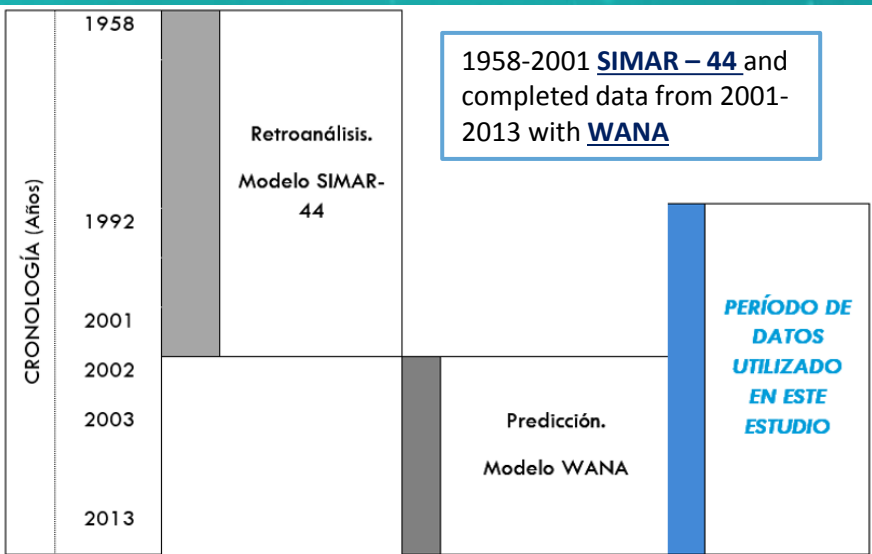 1958
1958-2001 SIMAR – 44 and
completed data from 2001-
2013 with WANA
Retroanálisis.
Modelo SIMAR-
44
CRONOLOGÍA (Años)
1992
2001
2002
2003
2013
PERÍODO DE
DATOS
UTILIZADO
EN ESTE
ESTUDIO
Predicción.
Modelo WANA